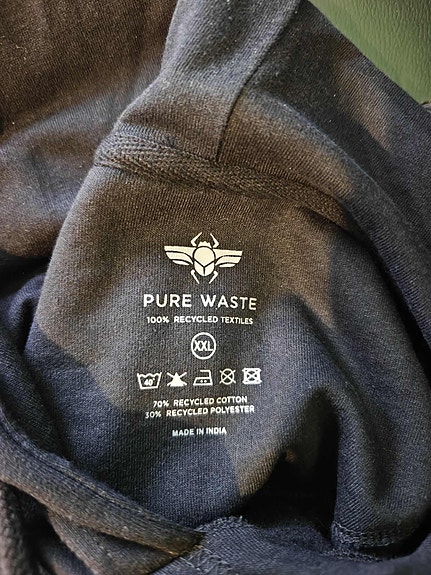 PURE WASTE
100% RECYCLED TEXTILES
XXL
40°
70% RECYCLED COTTON
30% RECYCLED POLYESTER
MADE IN INDIA